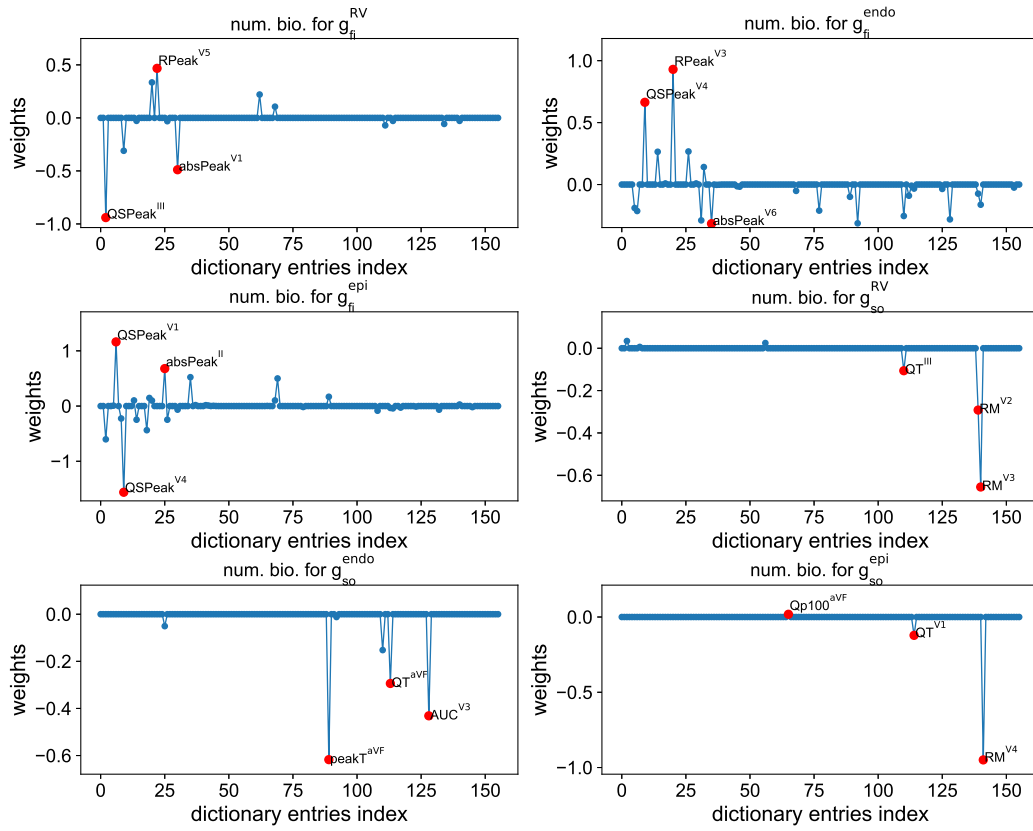 num. bio. for g_fi^RV
weights
0.5
0.0
−0.5
−1.0
RPeak^V5
absPeak^V1
QSPeak^III
0 25 50 75 100 125 150
dictionary entries index
num. bio. for g_fi^endo
weights
1.0
0.5
0.0
RPeak^V3
QSPeak^V4
absPeak^V6
0 25 50 75 100 125 150
dictionary entries index
num. bio. for g_fi^epi
weights
1
0
−1
QSPeak^V1
absPeak^II
QSPeak^V4
0 25 50 75 100 125 150
dictionary entries index
num. bio. for g_so^RV
weights
0.0
−0.2
−0.4
−0.6
QT^III
RM^V2
RM^V3
0 25 50 75 100 125 150
dictionary entries index
num. bio. for g_so^endo
weights
0.0
−0.2
−0.4
−0.6
QT^aVF
AUC^V3
peakT^aVF
0 25 50 75 100 125 150
dictionary entries index
num. bio. for g_so^epi
weights
0.0
−0.5
−1.0
Qp100^aVF
QT^V1
RM^V4
0 25 50 75 100 125 150
dictionary entries index